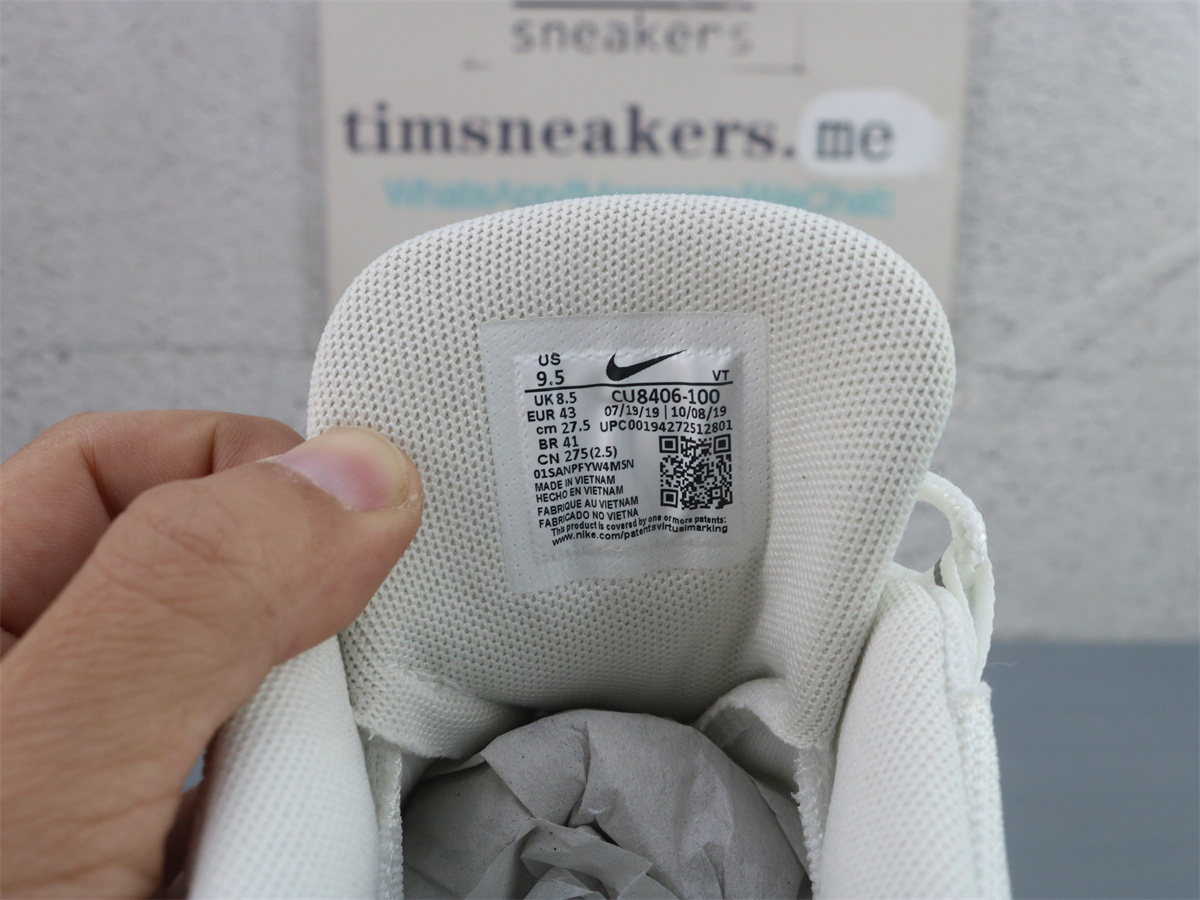 sneakers
timsneakers.me
US
9.5
VT
UK 8.5
CU8406-100
EUR 43
07/19/19 | 10/08/19
cm 27.5
UPC00194272512801
BR 41
CN 275(2.5)
01SANPFYW4MSN
MADE IN VIETNAM
HECHO EN VIETNAM
FABRIQUE AU VIETNAM
FABRICADO NO VIETNA
This product is covered by one or more patents:
www.nike.com/patentsvirtualmarking